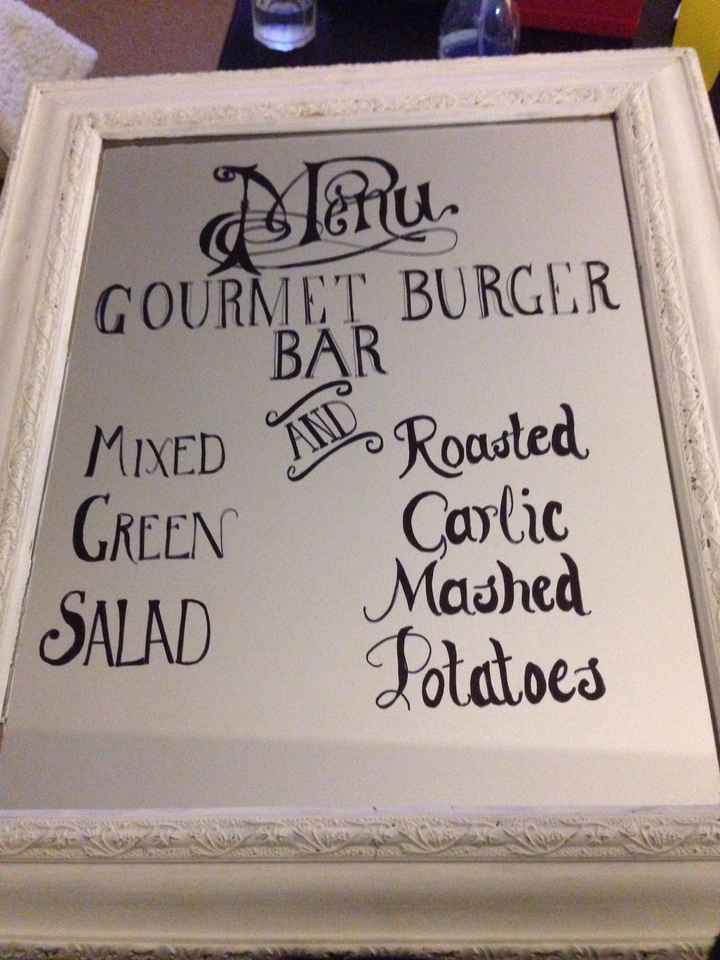 Menu
GOURMET BURGER
BAR
AND
MIXED
GREEN
SALAD
Roasted
Garlic
Mashed
Potatoes